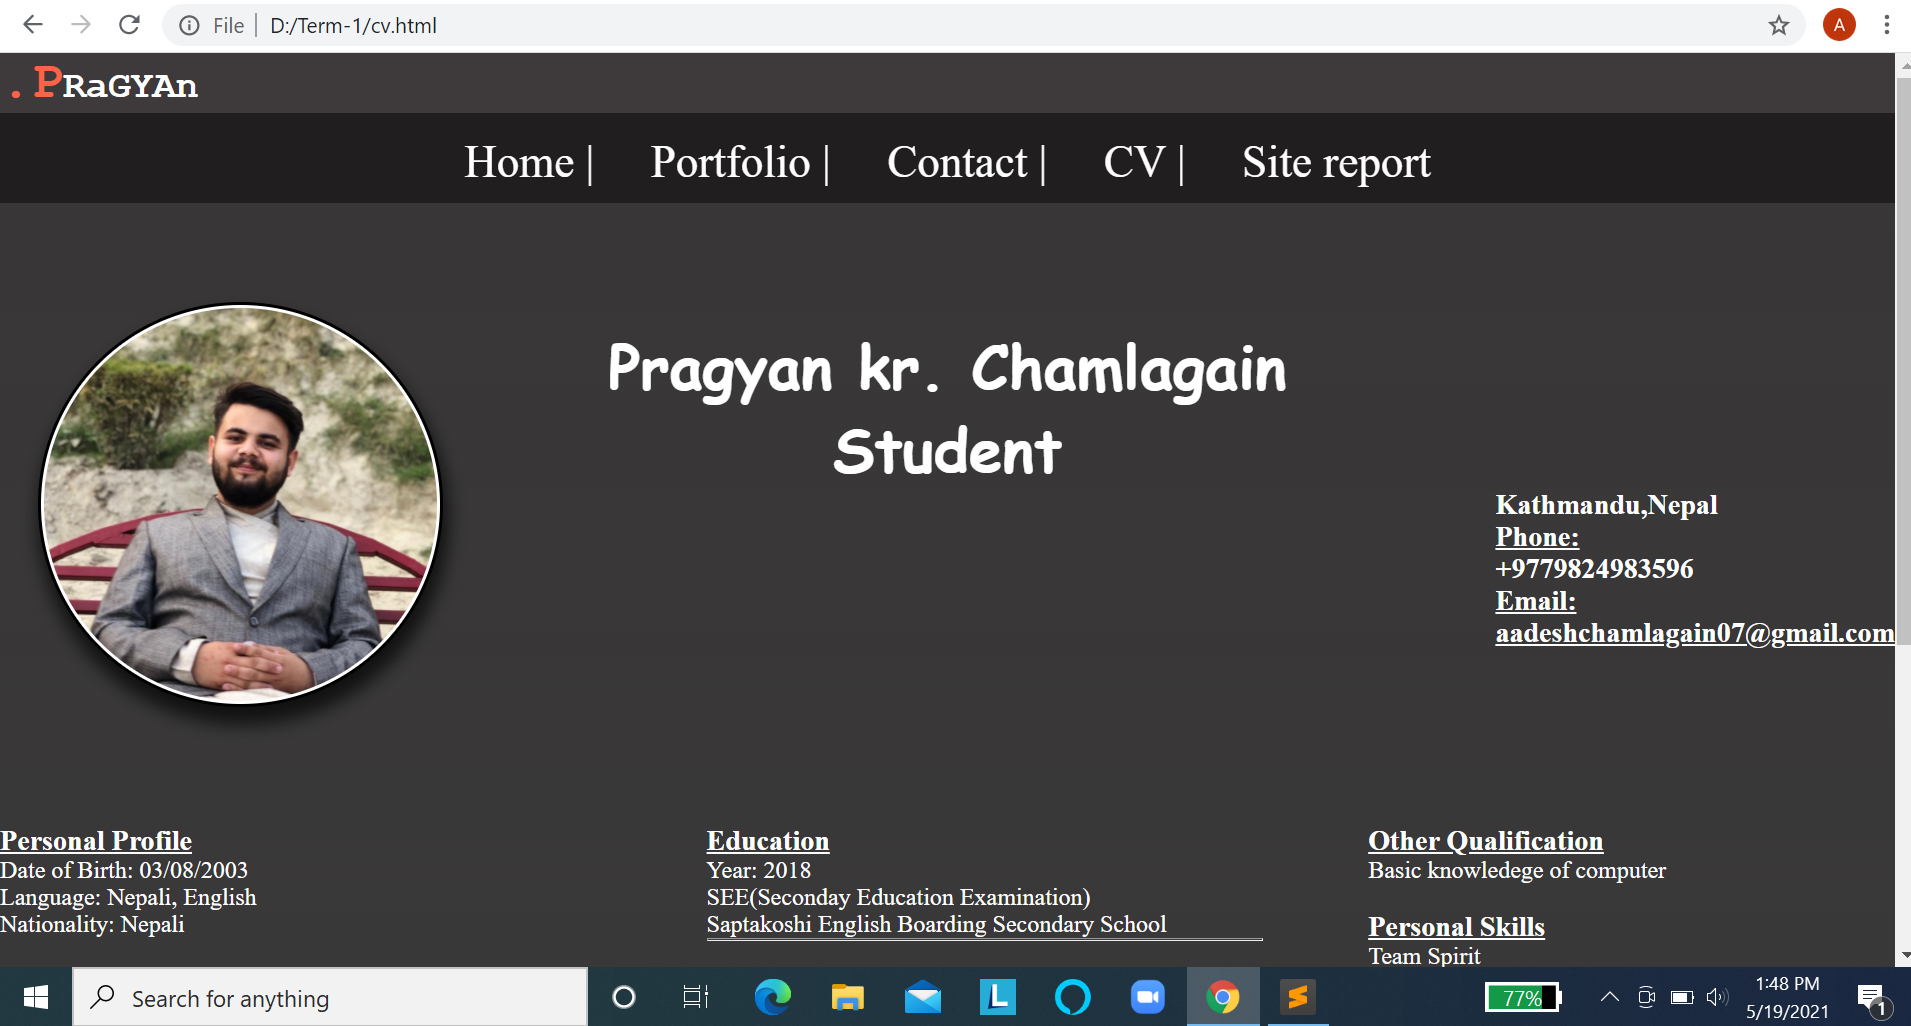 File | D:/Term-1/cv.html
A
.PRaGYAn
Home | Portfolio | Contact | CV | Site report
Pragyan kr. Chamlagain
Student
Kathmandu,Nepal
Phone:
+9779824983596
Email:
aadeshchamlagain07@gmail.com
Personal Profile
Date of Birth: 03/08/2003
Language: Nepali, English
Nationality: Nepali
Education
Year: 2018
SEE(Seconday Education Examination)
Saptakoshi English Boarding Secondary School
Other Qualification
Basic knowledege of computer
Personal Skills
Team Spirit
Search for anything
L
77%
1:48 PM
5/19/2021
1